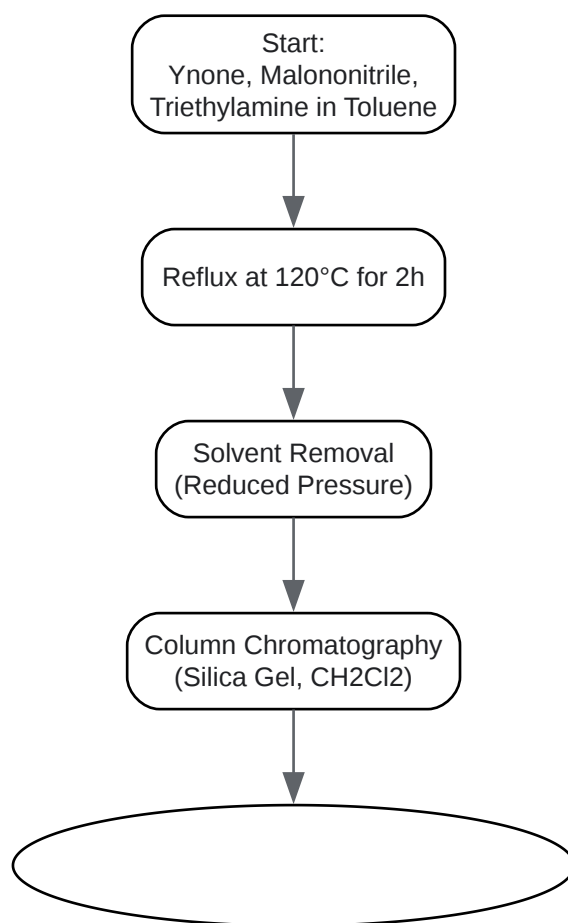 Start:
Ynone, Malononitrile,
Triethylamine in Toluene
Reflux at 120°C for 2h
Solvent Removal
(Reduced Pressure)
Column Chromatography
(Silica Gel, CH2Cl2)